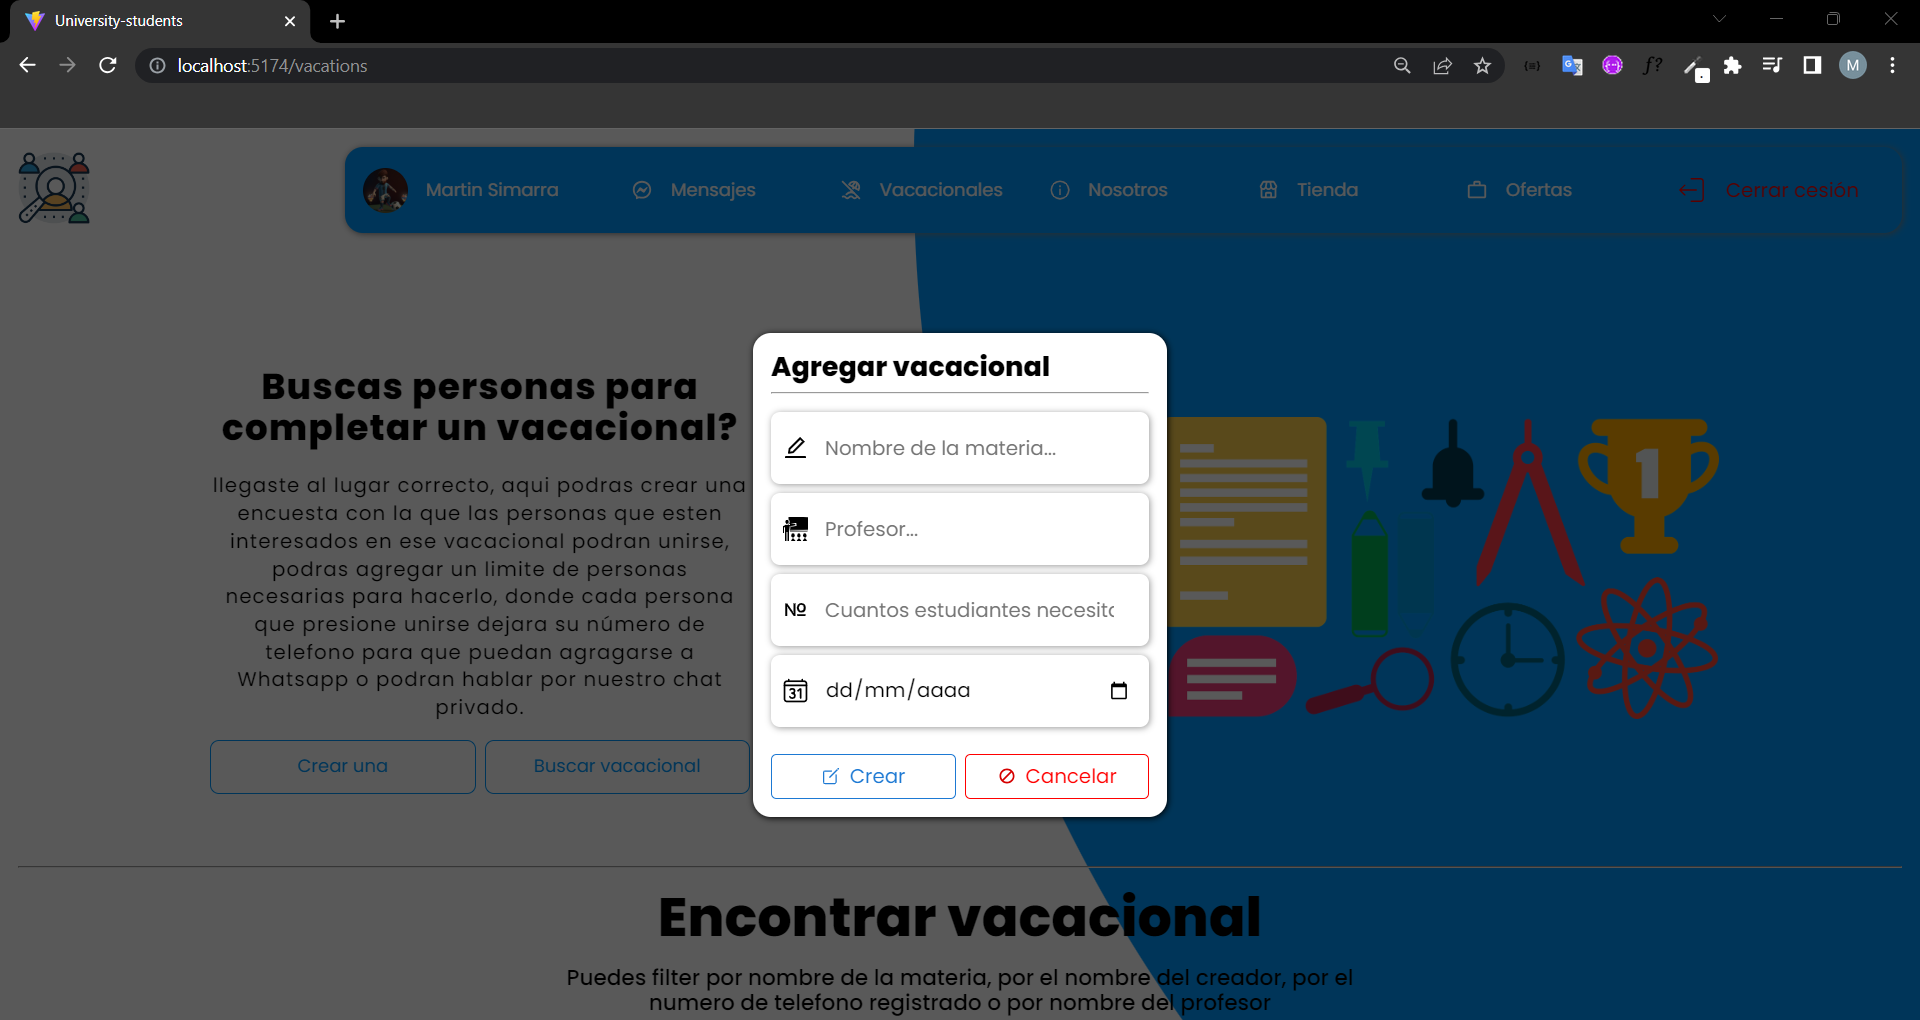 University-students
localhost:5174/vacations
M
Martin Simarra
Mensajes
Vacacionales
Nosotros
Tienda
Ofertas
Cerrar cesión
Buscas personas para
completar un vacacional?
llegaste al lugar correcto, aqui podras crear una
encuesta con la que las personas que esten
interesados en ese vacacional podran unirse,
podras agregar un limite de personas
necesarias para hacerlo, donde cada persona
que presione unirse dejara su número de
telefono para que puedan agragarse a
Whatsapp o podran hablar por nuestro chat
privado.
Crear una
Buscar vacacional
Agregar vacacional
Nombre de la materia...
Profesor...
Nº
Cuantos estudiantes necesita
31
dd/mm/aaaa
Crear
Cancelar
1
Encontrar vacacional
Puedes filter por nombre de la materia, por el nombre del creador, por el
numero de telefono registrado o por nombre del profesor